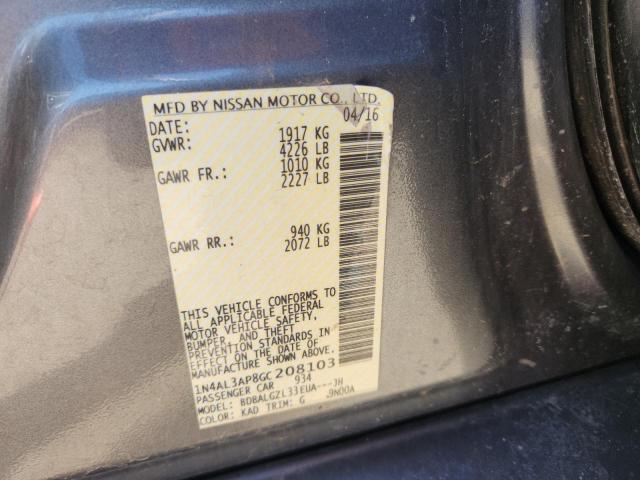 MFD BY NISSAN MOTOR CO., LTD.
DATE: 04/16
GVWR: 1917 KG
4226 LB
GAWR FR.: 1010 KG
2227 LB
GAWR RR.: 940 KG
2072 LB
THIS VEHICLE CONFORMS TO
ALL APPLICABLE FEDERAL
MOTOR VEHICLE SAFETY,
BUMPER, AND THEFT
PREVENTION STANDARDS IN
EFFECT ON THE DATE OF
MANUFACTURE SHOWN ABOVE.
1N4AL3AP8GC208103
PASSENGER CAR 934
MODEL: BDBALGZL33EUA---JH
COLOR: KAD TRIM: G .9N00A